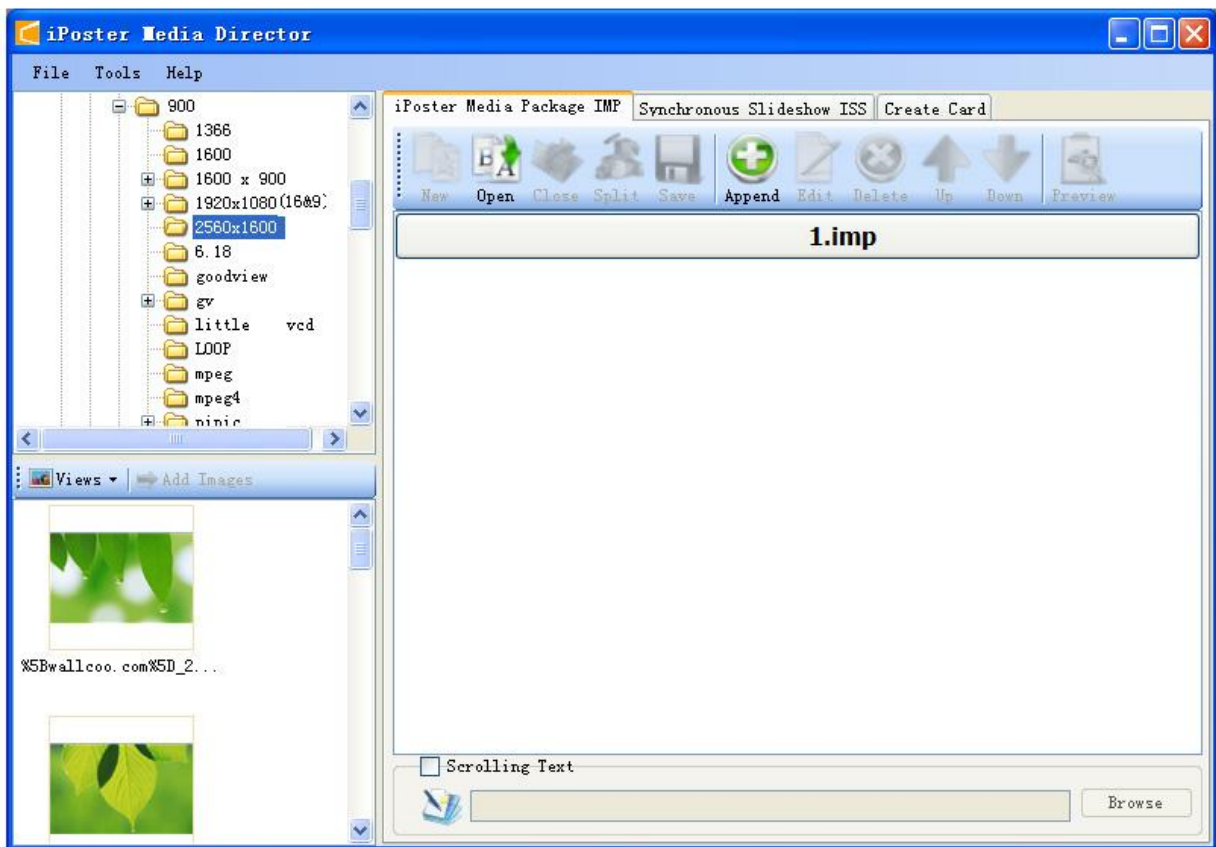 iPoster Media Director
File Tools Help
900
1366
1600
1600 x 900
1920x1080(16&9)
2560x1600
6.18
goodview
gv
little vcd
LOOP
mpeg
mpeg4
Views
Add Images
%5Bwallcoo.com%5D_2...
iPoster Media Package IMP Synchronous Slideshow ISS Create Card
New Open Close Split Save Append Edit Delete Up Down Preview
1.imp
Scrolling Text
Browse